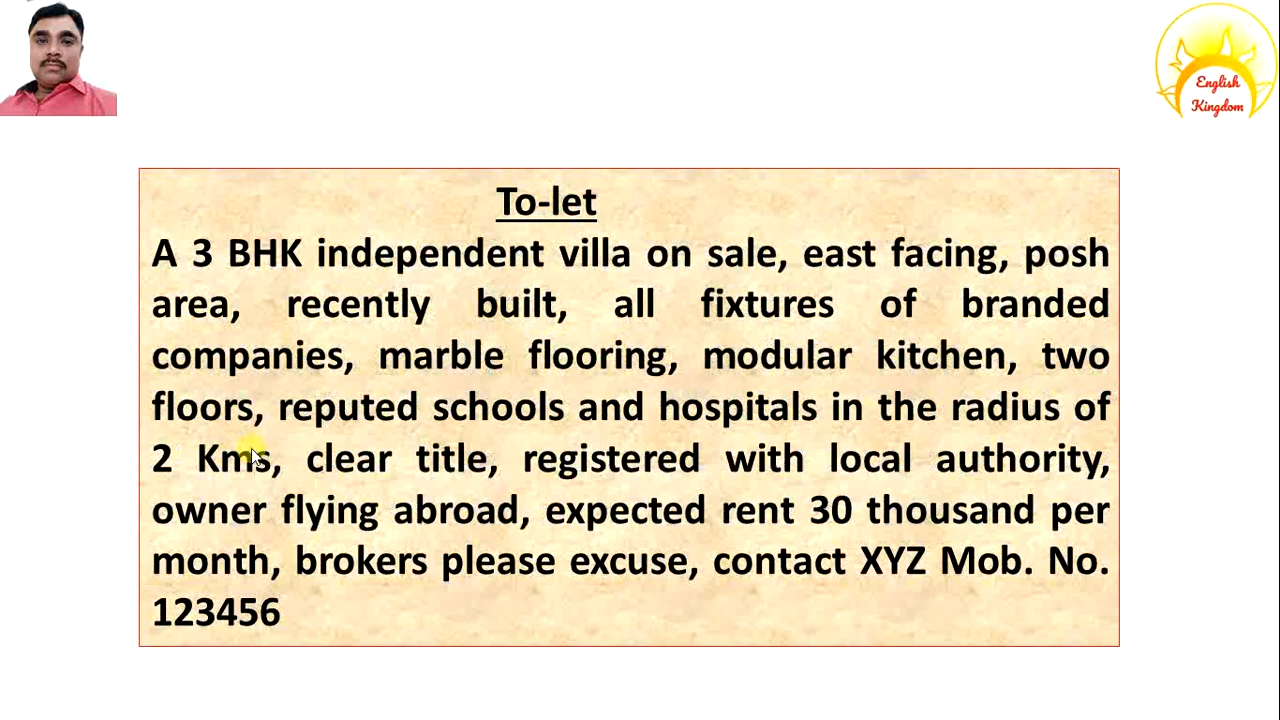 English
Kingdom
To-let
A 3 BHK independent villa on sale, east facing, posh
area, recently built, all fixtures of branded
companies, marble flooring, modular kitchen, two
floors, reputed schools and hospitals in the radius of
2 Kms, clear title, registered with local authority,
owner flying abroad, expected rent 30 thousand per
month, brokers please excuse, contact XYZ Mob. No.
123456